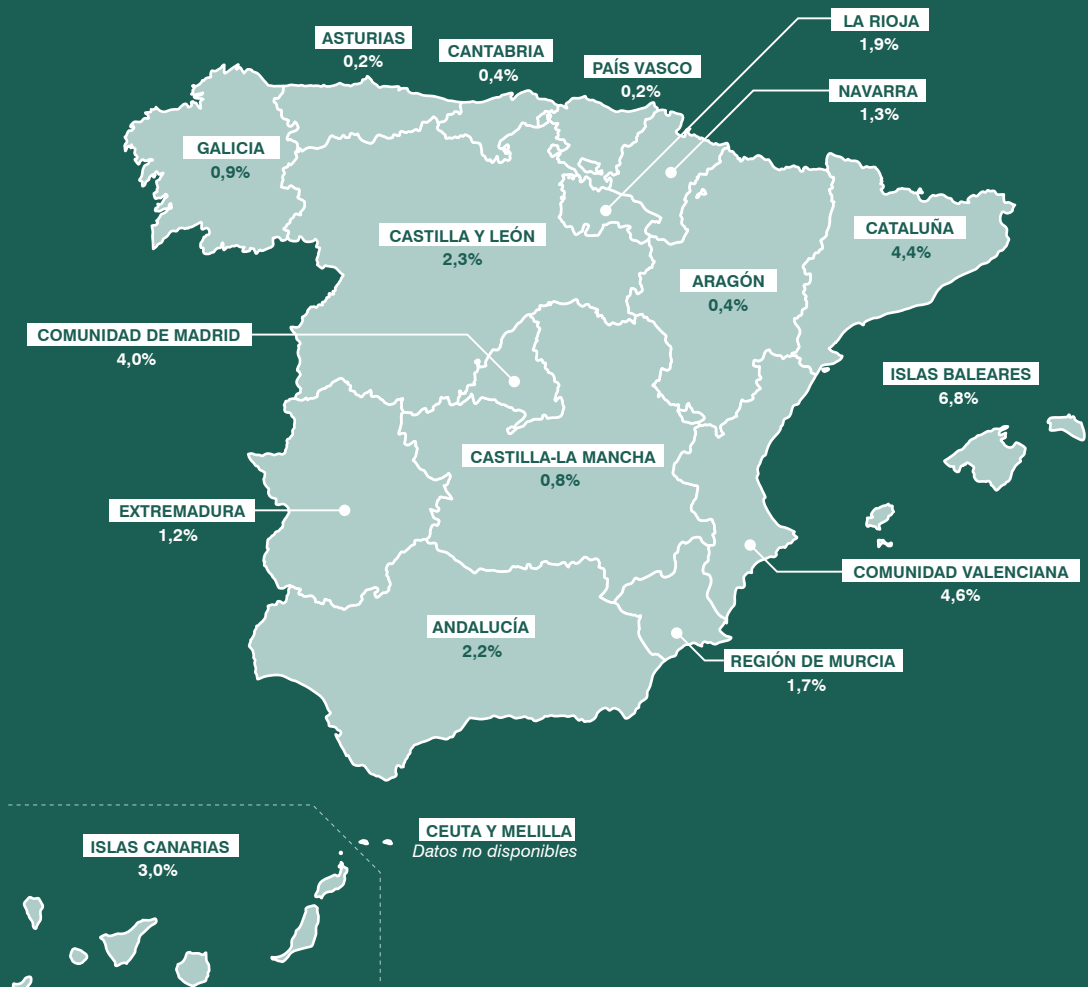 LA RIOJA
1,9%
ASTURIAS
0,2%
CANTABRIA
0,4%
PAÍS VASCO
0,2%
NAVARRA
1,3%
GALICIA
0,9%
CASTILLA Y LEÓN
2,3%
CATALUÑA
4,4%
ARAGÓN
0,4%
COMUNIDAD DE MADRID
4,0%
ISLAS BALEARES
6,8%
CASTILLA-LA MANCHA
0,8%
EXTREMADURA
1,2%
COMUNIDAD VALENCIANA
4,6%
ANDALUCÍA
2,2%
REGIÓN DE MURCIA
1,7%
CEUTA Y MELILLA
Datos no disponibles
ISLAS CANARIAS
3,0%